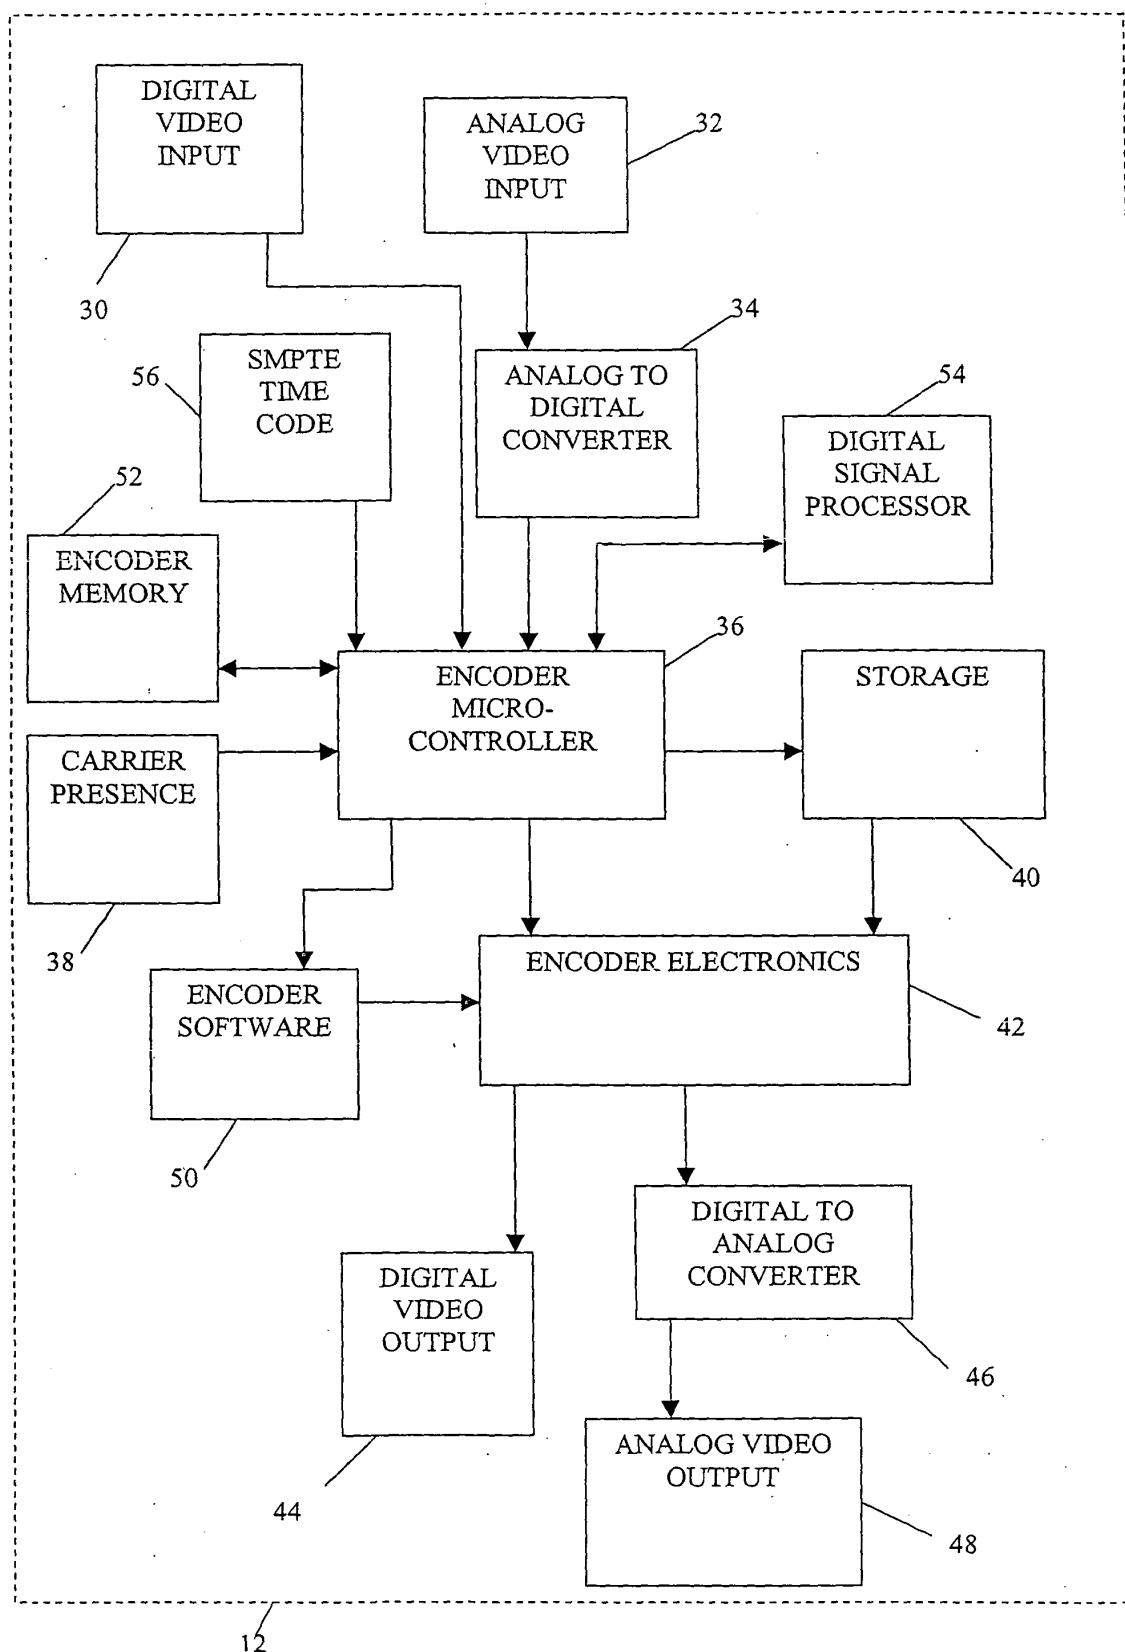 DIGITAL
VIDEO
INPUT
30
ANALOG
VIDEO
INPUT
32
SMPTE
TIME
CODE
56
ANALOG TO
DIGITAL
CONVERTER
34
DIGITAL
SIGNAL
PROCESSOR
54
ENCODER
MEMORY
52
ENCODER
MICRO-
CONTROLLER
36
STORAGE
40
CARRIER
PRESENCE
38
ENCODER
SOFTWARE
50
ENCODER ELECTRONICS
42
DIGITAL
VIDEO
OUTPUT
44
DIGITAL TO
ANALOG
CONVERTER
46
ANALOG VIDEO
OUTPUT
48
12